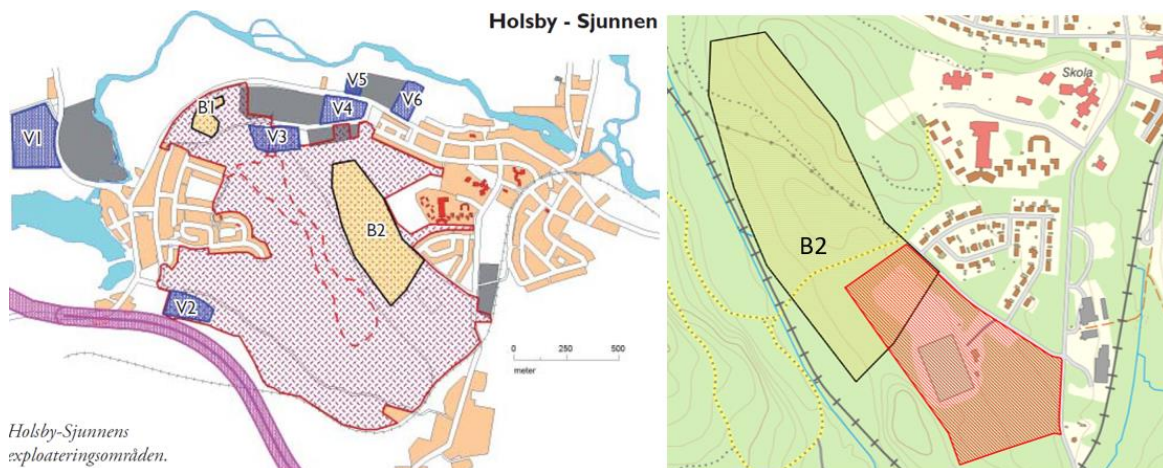 Holsby - Sjunnen
V5
V6
B1
V4
V1
V3
B2
V2
0 250 500
meter
Holsby-Sjunnens
exploateringsområden.
Skola
B2